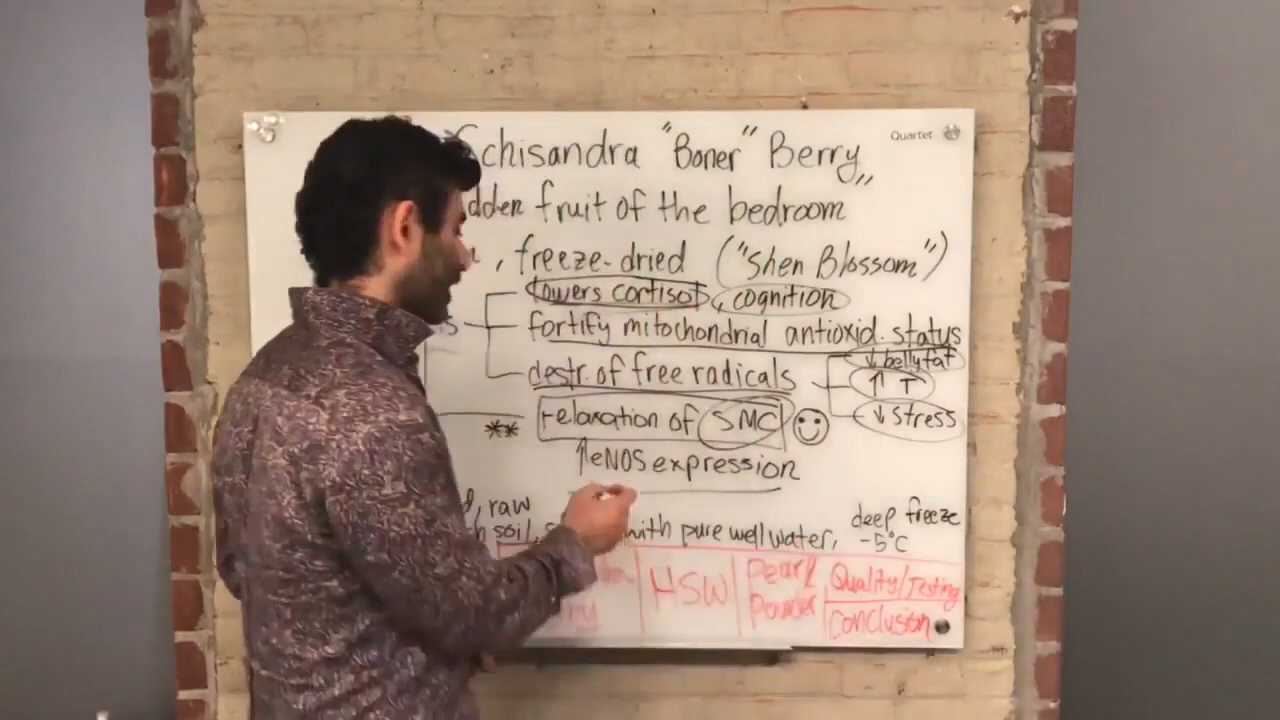 Quartet
Schisandra "Boner" Berry,,
dden fruit of the bedroom
, freeze-dried ("Shen Blossom")
lowers cortisol, cognition
fortify mitochondrial antioxid. status
destr. of free radicals
↓ belly fat
↑ T
↓ stress
** relaxation of SMC
↑eNOS expression
, raw
soil, with pure well water, deep freeze
-5°C
HSW
Pearl
Powder
Quality/Testing
Conclusion